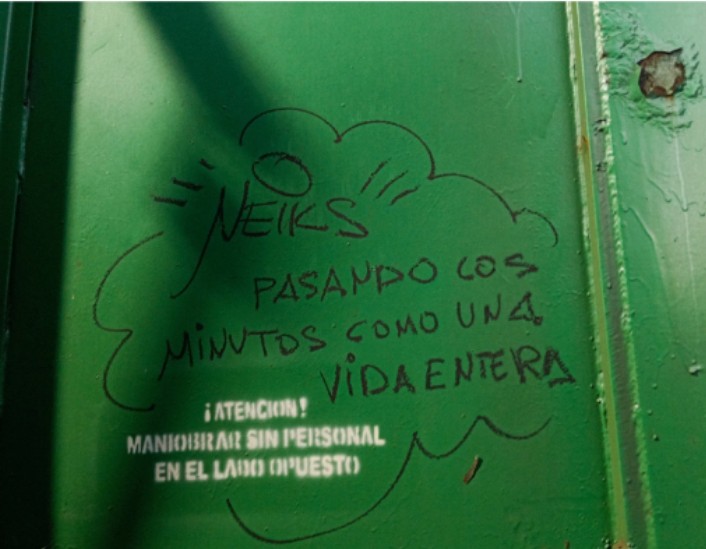 NEIKS
PASANDO LOS
MINUTOS COMO UNA
VIDA ENTERA
¡ATENCION!
MANIOBRAR SIN PERSONAL
EN EL LADO OPUESTO